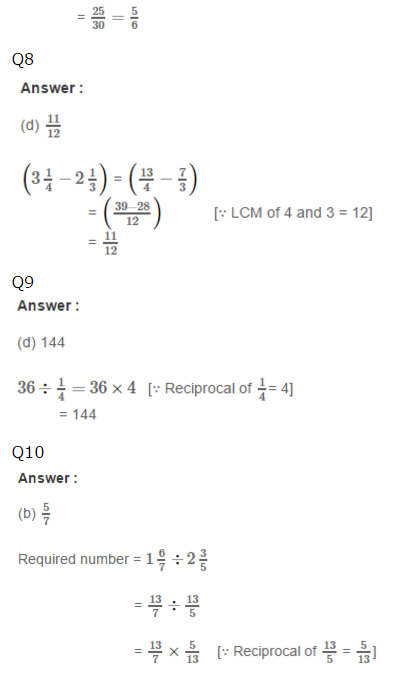 = 25/30 = 5/6
Q8
Answer :
(d) 11/12
(3 1/4 − 2 1/3) = (13/4 − 7/3)
= (39−28/12) [∵ LCM of 4 and 3 = 12]
= 11/12
Q9
Answer :
(d) 144
36 ÷ 1/4 = 36 × 4 [∵ Reciprocal of 1/4 = 4]
= 144
Q10
Answer :
(b) 5/7
Required number = 1 6/7 ÷ 2 3/5
= 13/7 ÷ 13/5
= 13/7 × 5/13 [∵ Reciprocal of 13/5 = 5/13]